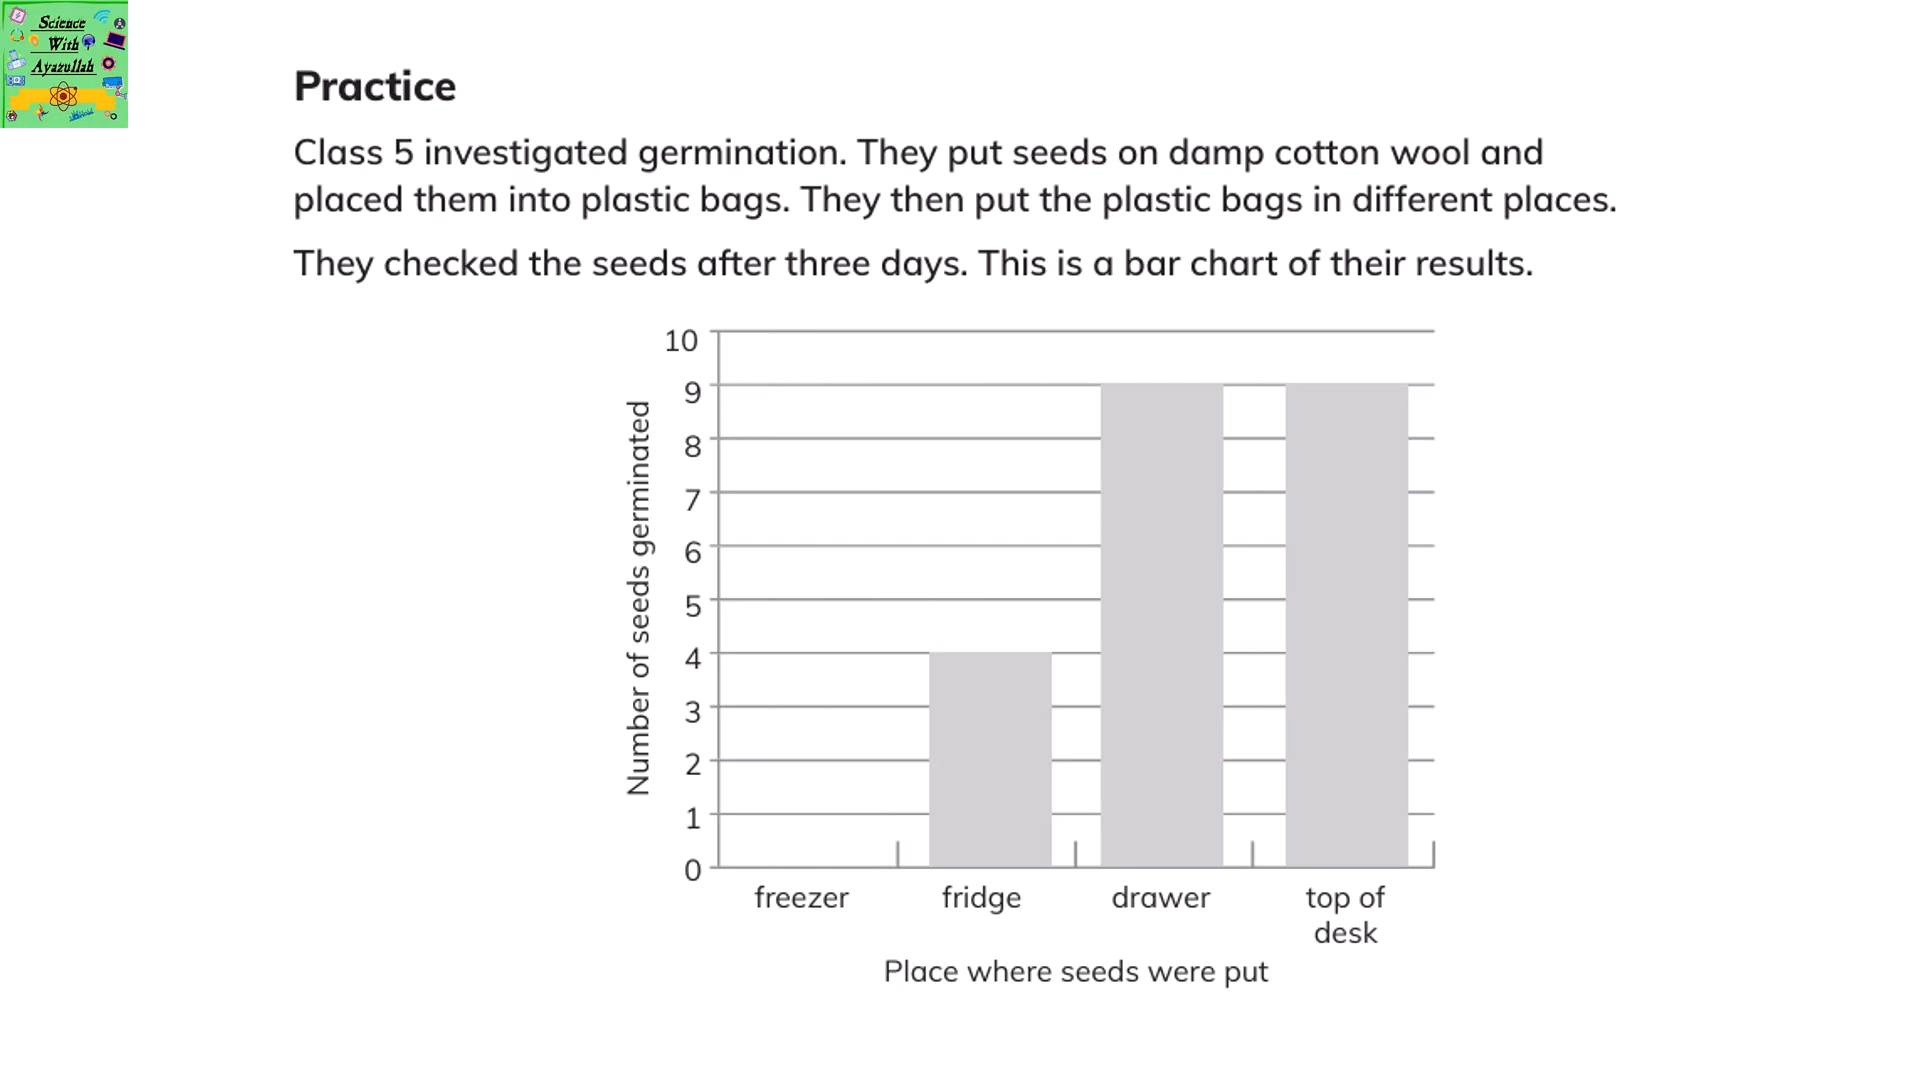 Science
With
Ayazullah
Practice
Class 5 investigated germination. They put seeds on damp cotton wool and
placed them into plastic bags. They then put the plastic bags in different places.
They checked the seeds after three days. This is a bar chart of their results.
Number of seeds germinated
10
9
8
7
6
5
4
3
2
1
0
freezer fridge drawer top of
desk
Place where seeds were put